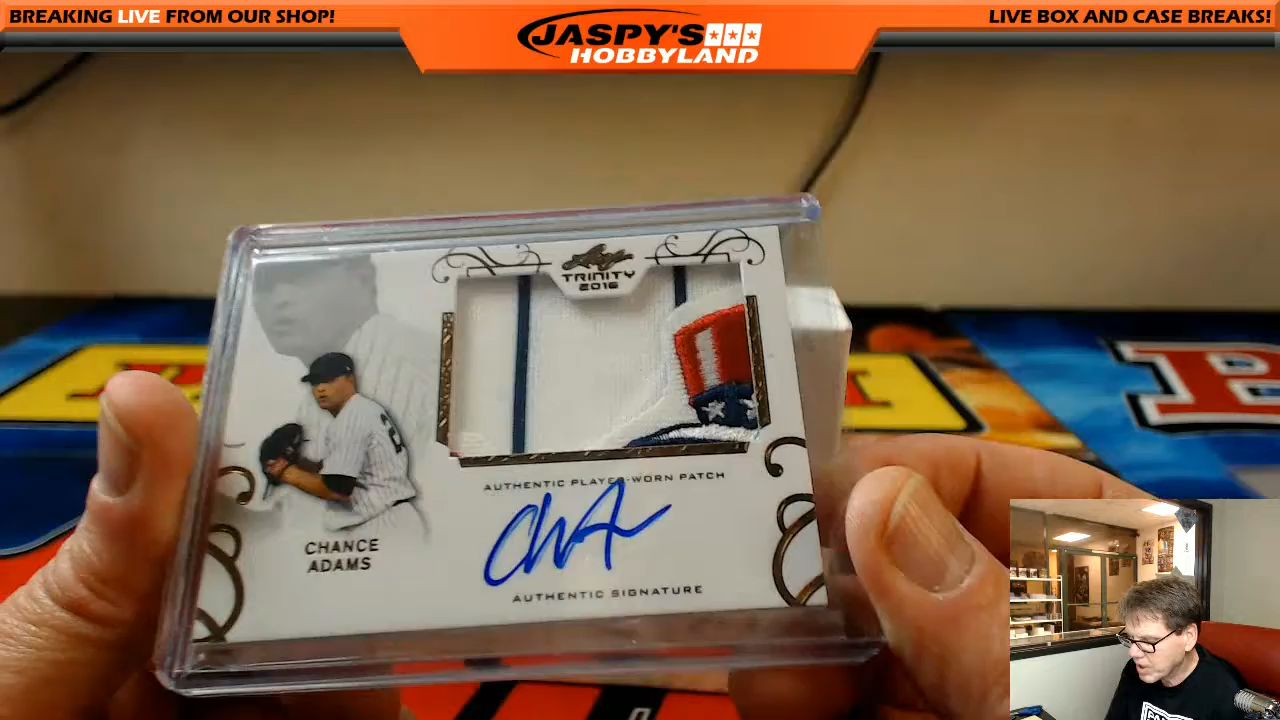 BREAKING LIVE FROM OUR SHOP!
JASPY'S
HOBBYLAND
LIVE BOX AND CASE BREAKS!
Leaf
TRINITY
2016
AUTHENTIC PLAYER-WORN PATCH
CHANCE
ADAMS
AUTHENTIC SIGNATURE